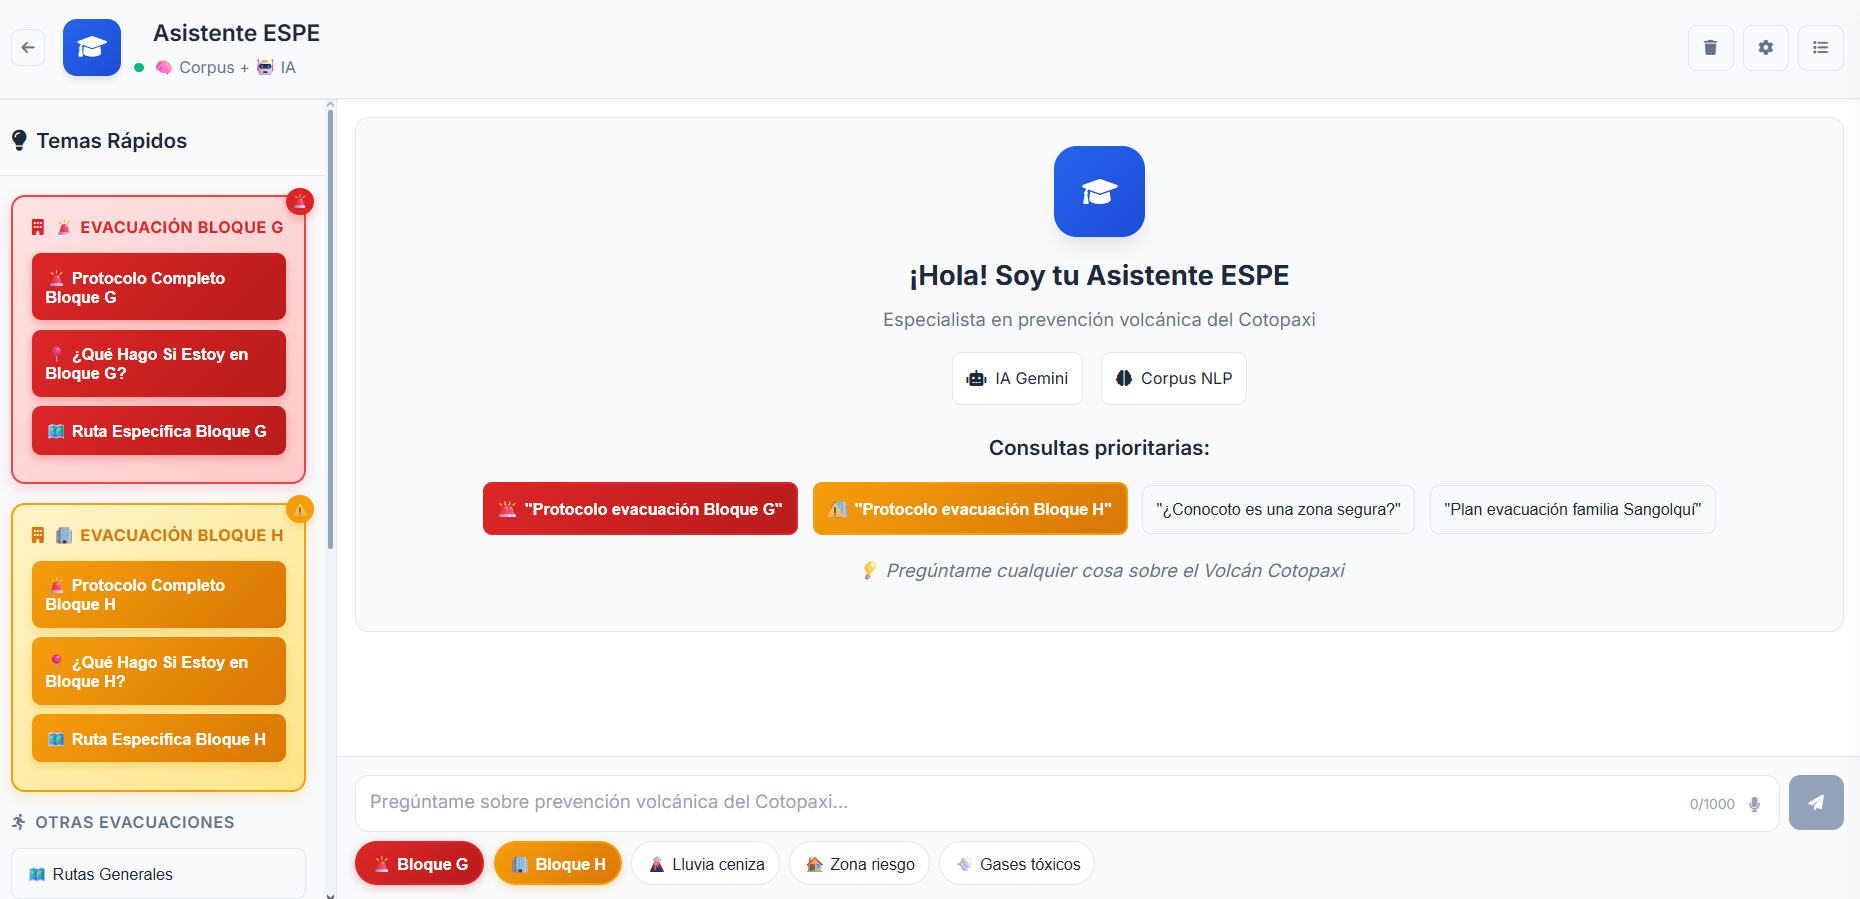 Asistente ESPE
🧠 Corpus + 🤖 IA
Temas Rápidos
🚨 EVACUACIÓN BLOQUE G
🚨 Protocolo Completo
Bloque G
📍 ¿Qué Hago Si Estoy en
Bloque G?
🗺️ Ruta Específica Bloque G
🏢 EVACUACIÓN BLOQUE H
🚨 Protocolo Completo
Bloque H
📍 ¿Qué Hago Si Estoy en
Bloque H?
🗺️ Ruta Específica Bloque H
OTRAS EVACUACIONES
🗺️ Rutas Generales
¡Hola! Soy tu Asistente ESPE
Especialista en prevención volcánica del Cotopaxi
IA Gemini
Corpus NLP
Consultas prioritarias:
🚨 "Protocolo evacuación Bloque G"
"Protocolo evacuación Bloque H"
"¿Conocoto es una zona segura?"
"Plan evacuación familia Sangolquí"
💡 Pregúntame cualquier cosa sobre el Volcán Cotopaxi
Pregúntame sobre prevención volcánica del Cotopaxi...
0/1000
🚨 Bloque G
🏢 Bloque H
🌋 Lluvia ceniza
🏠 Zona riesgo
💨 Gases tóxicos